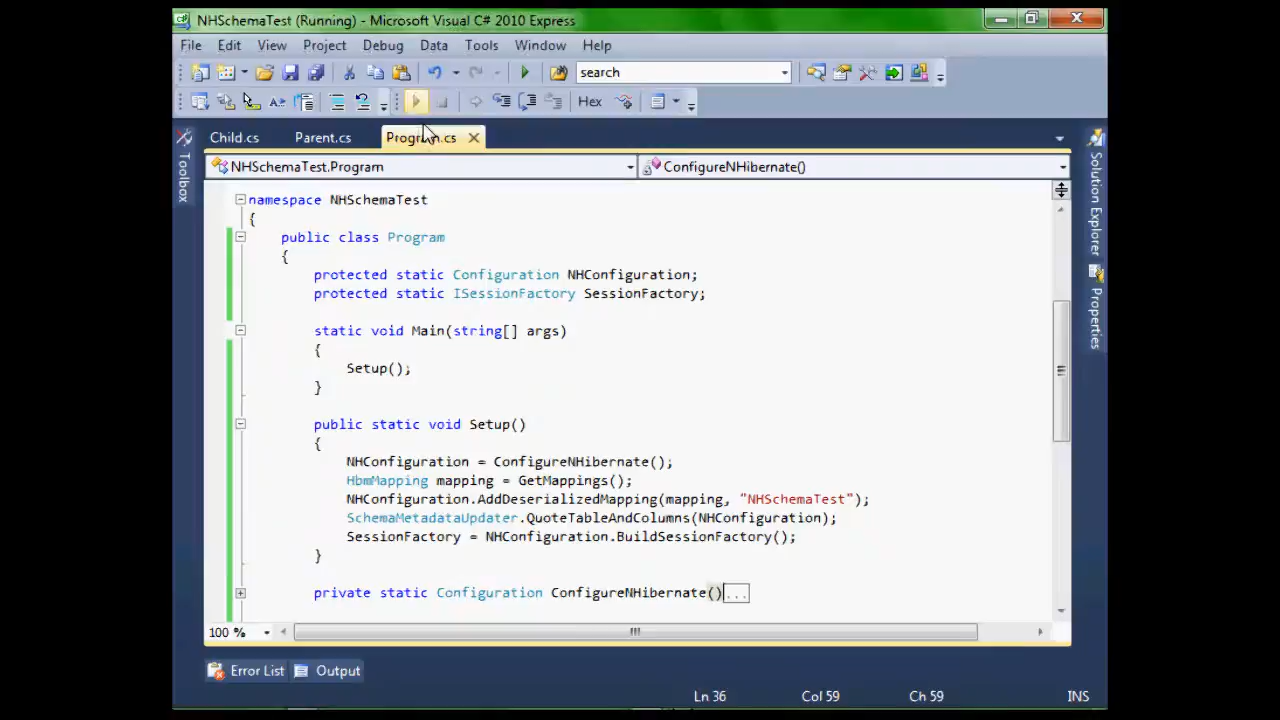 NHSchemaTest (Running) - Microsoft Visual C# 2010 Express
File Edit View Project Debug Data Tools Window Help
search
Hex
Child.cs Parent.cs Program.cs
NHSchemaTest.Program ConfigureNHibernate()
Toolbox
Solution Explorer
Properties
namespace NHSchemaTest
{
public class Program
{
protected static Configuration NHConfiguration;
protected static ISessionFactory SessionFactory;
static void Main(string[] args)
{
Setup();
}
public static void Setup()
{
NHConfiguration = ConfigureNHibernate();
HbmMapping mapping = GetMappings();
NHConfiguration.AddDeserializedMapping(mapping, "NHSchemaTest");
SchemaMetadataUpdater.QuoteTableAndColumns(NHConfiguration);
SessionFactory = NHConfiguration.BuildSessionFactory();
}
private static Configuration ConfigureNHibernate()...
100 %
Error List Output
Ln 36 Col 59 Ch 59 INS